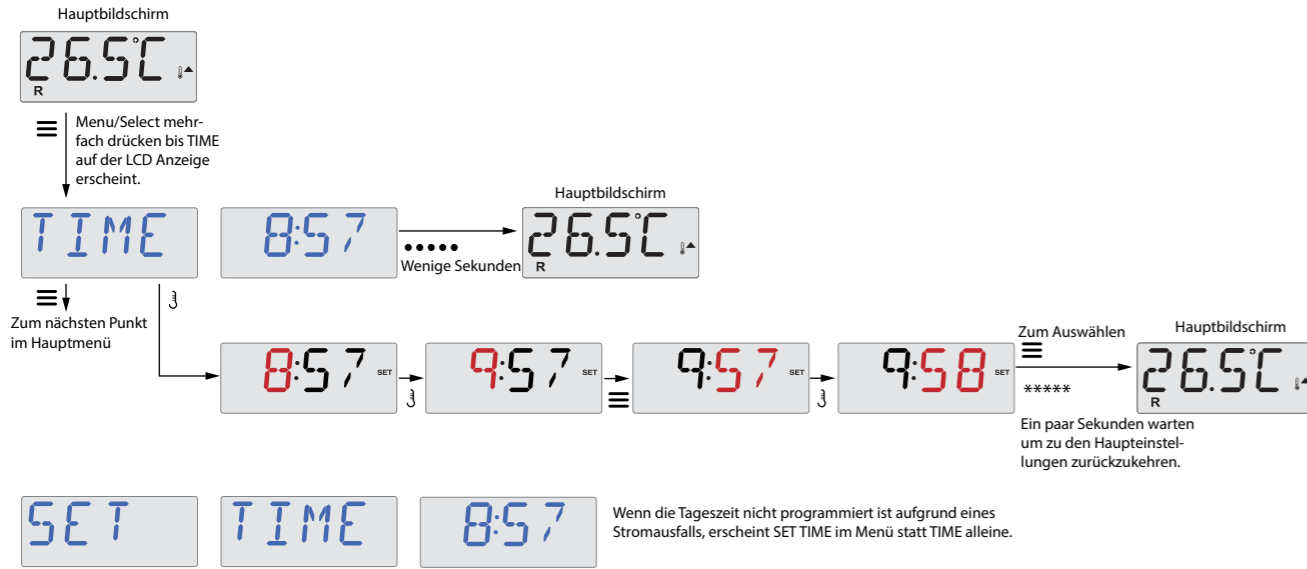 Hauptbildschirm
26.5°C
R
Menu/Select mehr-
fach drücken bis TIME
auf der LCD Anzeige
erscheint.
TIME
8:57
Wenige Sekunden
Hauptbildschirm
26.5°C
R
Zum nächsten Punkt
im Hauptmenü
8:57 SET
9:57 SET
9:57 SET
9:58 SET
Zum Auswählen
*****
Ein paar Sekunden warten
um zu den Haupteinstel-
lungen zurückzukehren.
Hauptbildschirm
26.5°C
R
SET
TIME
8:57
Wenn die Tageszeit nicht programmiert ist aufgrund eines
Stromausfalls, erscheint SET TIME im Menü statt TIME alleine.